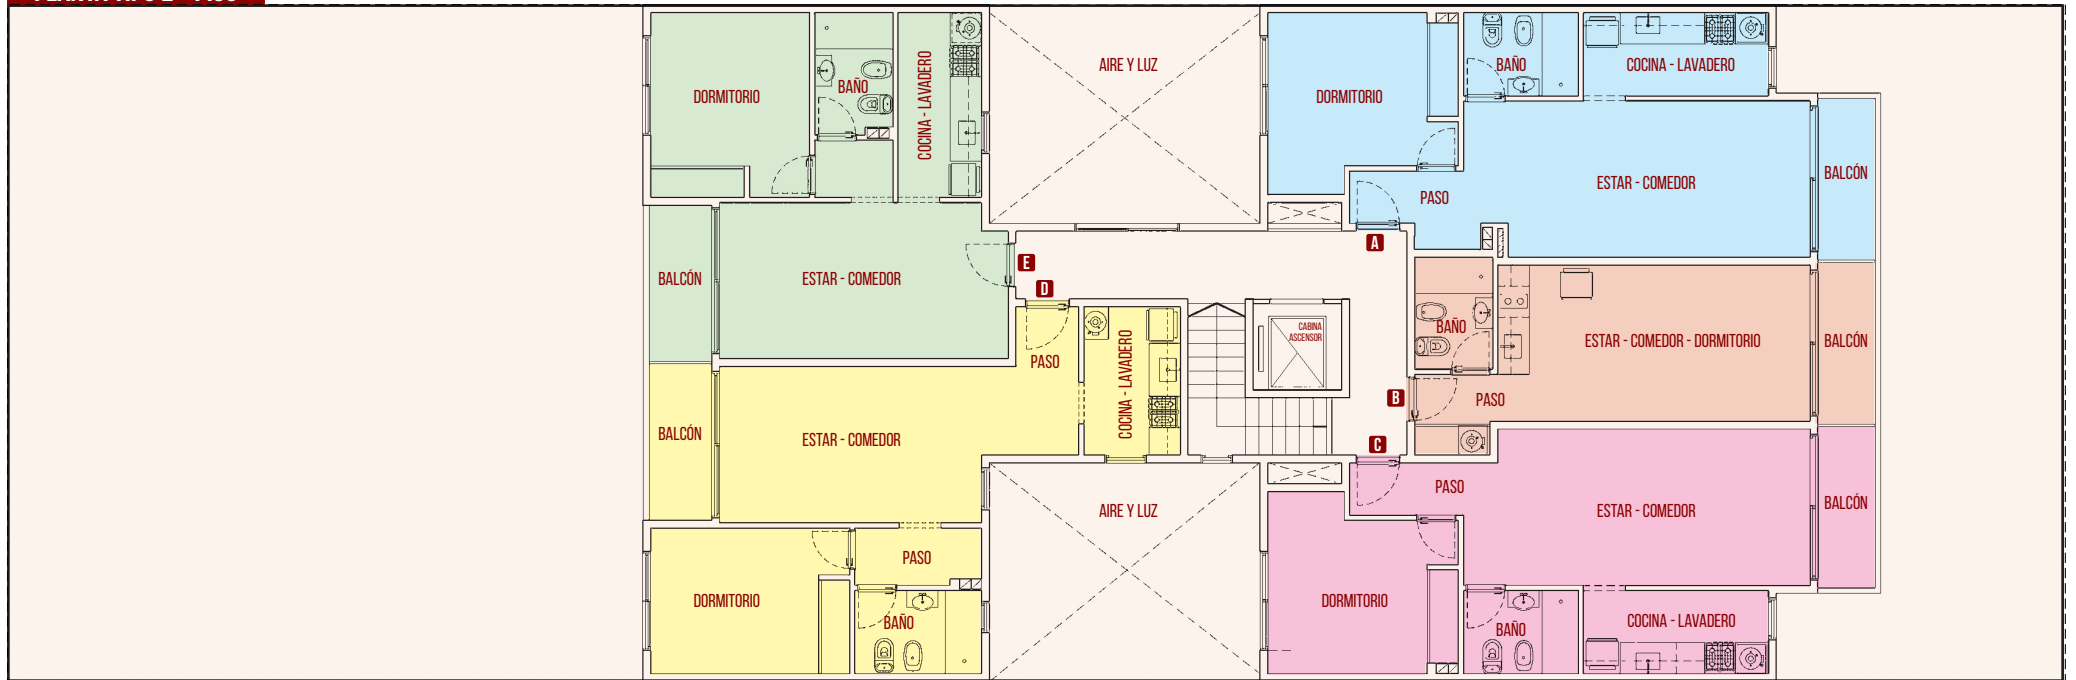 DORMITORIO
BAÑO
COCINA - LAVADERO
AIRE Y LUZ
DORMITORIO
BAÑO
COCINA - LAVADERO
BALCÓN
ESTAR - COMEDOR
PASO
A
E
D
BALCÓN
ESTAR - COMEDOR
PASO
COCINA - LAVADERO
CABINA
ASCENSOR
BAÑO
ESTAR - COMEDOR - DORMITORIO
BALCÓN
B
PASO
BALCÓN
ESTAR - COMEDOR
C
PASO
ESTAR - COMEDOR
BALCÓN
AIRE Y LUZ
PASO
DORMITORIO
BAÑO
DORMITORIO
BAÑO
COCINA - LAVADERO